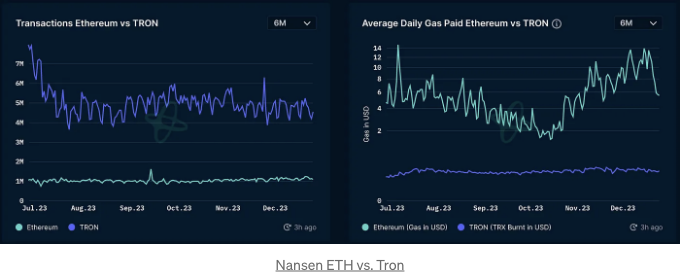 Transactions Ethereum vs TRON
6M
7M
6M
5M
4M
3M
2M
1M
0
Jul.23 Aug.23 Sep.23 Oct.23 Nov.23 Dec.23
Ethereum TRON
3h ago
Average Daily Gas Paid Ethereum vs TRON
6M
Gas in USD
14
12
10
8
6
4
2
0
Jul.23 Aug.23 Sep.23 Oct.23 Nov.23 Dec.23
Ethereum (Gas in USD) TRON (TRX Burnt in USD)
3h ago
Nansen ETH vs. Tron